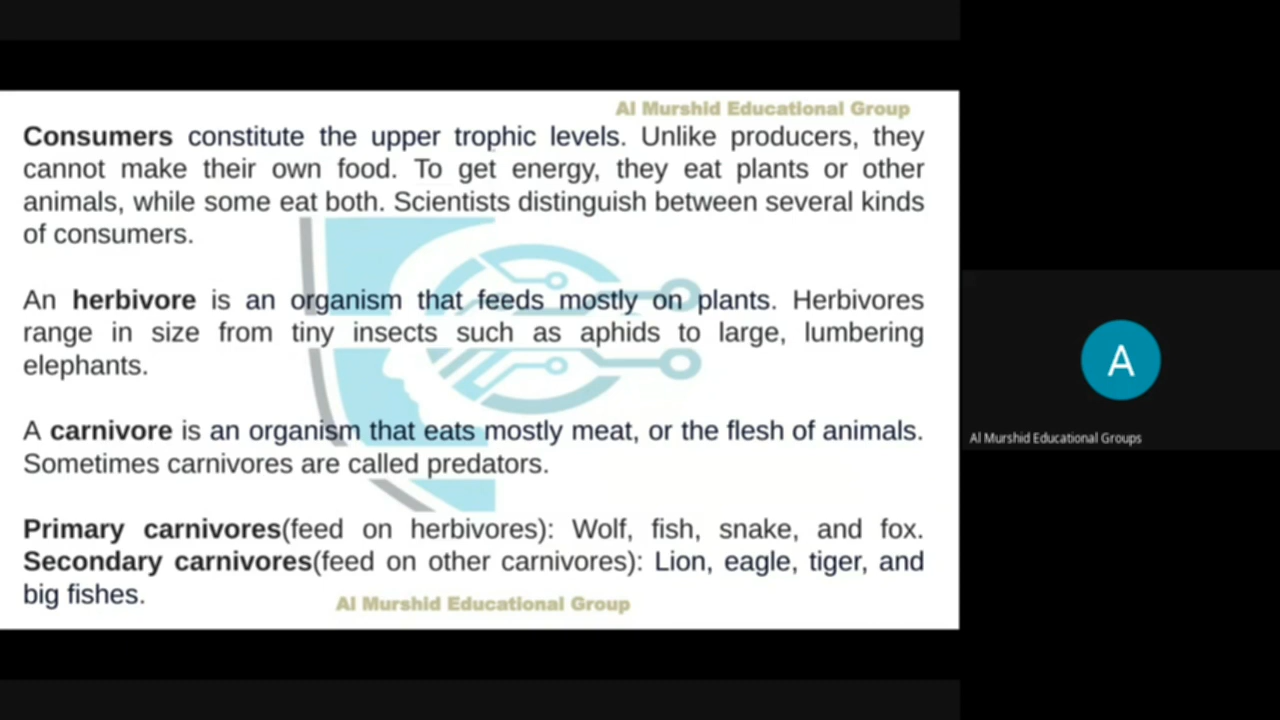 Al Murshid Educational Group
Consumers constitute the upper trophic levels. Unlike producers, they
cannot make their own food. To get energy, they eat plants or other
animals, while some eat both. Scientists distinguish between several kinds
of consumers.
An herbivore is an organism that feeds mostly on plants. Herbivores
range in size from tiny insects such as aphids to large, lumbering
elephants.
A carnivore is an organism that eats mostly meat, or the flesh of animals.
Sometimes carnivores are called predators.
Primary carnivores(feed on herbivores): Wolf, fish, snake, and fox.
Secondary carnivores(feed on other carnivores): Lion, eagle, tiger, and
big fishes.
Al Murshid Educational Group
A
Al Murshid Educational Groups